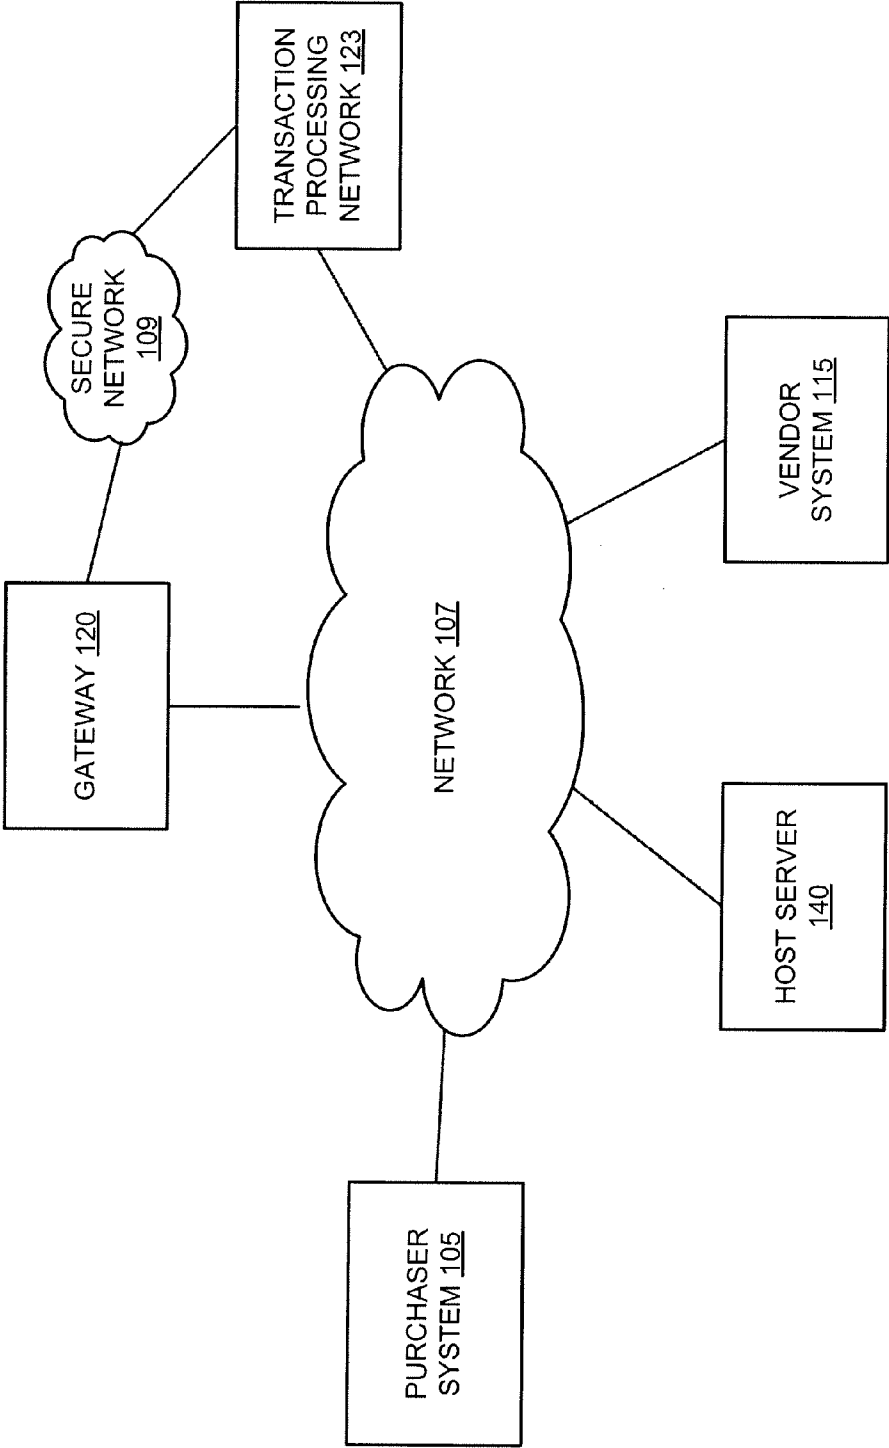 GATEWAY 120
SECURE
NETWORK
109
TRANSACTION
PROCESSING
NETWORK 123
NETWORK 107
PURCHASER
SYSTEM 105
HOST SERVER
140
VENDOR
SYSTEM 115